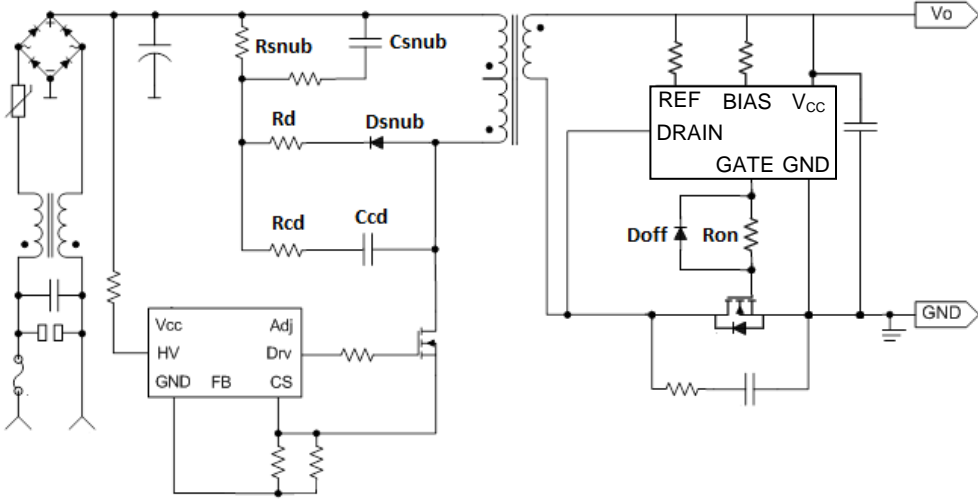 Vo
Rsnub
Csnub
REF BIAS VCC
DRAIN
GATE GND
Rd
Dsnub
Rcd
Ccd
Doff
Ron
GND
Vcc Adj
HV Drv
GND FB CS